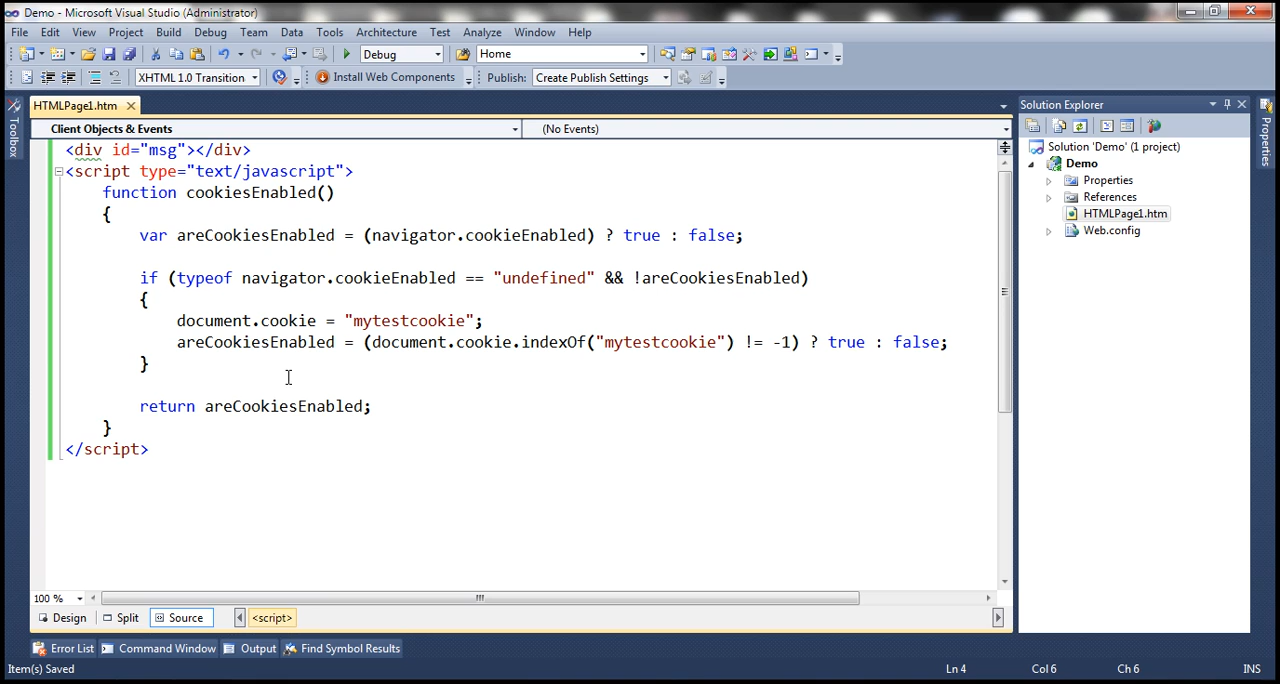 Demo - Microsoft Visual Studio (Administrator)
File Edit View Project Build Debug Team Data Tools Architecture Test Analyze Window Help
Debug Home
XHTML 1.0 Transition Install Web Components Publish: Create Publish Settings
HTMLPage1.htm
Client Objects & Events (No Events)
<div id="msg"></div>
<script type="text/javascript">
function cookiesEnabled()
{
var areCookiesEnabled = (navigator.cookieEnabled) ? true : false;
if (typeof navigator.cookieEnabled == "undefined" && !areCookiesEnabled)
{
document.cookie = "mytestcookie";
areCookiesEnabled = (document.cookie.indexOf("mytestcookie") != -1) ? true : false;
}
return areCookiesEnabled;
}
</script>
100 %
Design Split Source <script>
Toolbox
Solution Explorer
Solution 'Demo' (1 project)
Demo
Properties
References
HTMLPage1.htm
Web.config
Properties
Error List Command Window Output Find Symbol Results
Item(s) Saved Ln 4 Col 6 Ch 6 INS